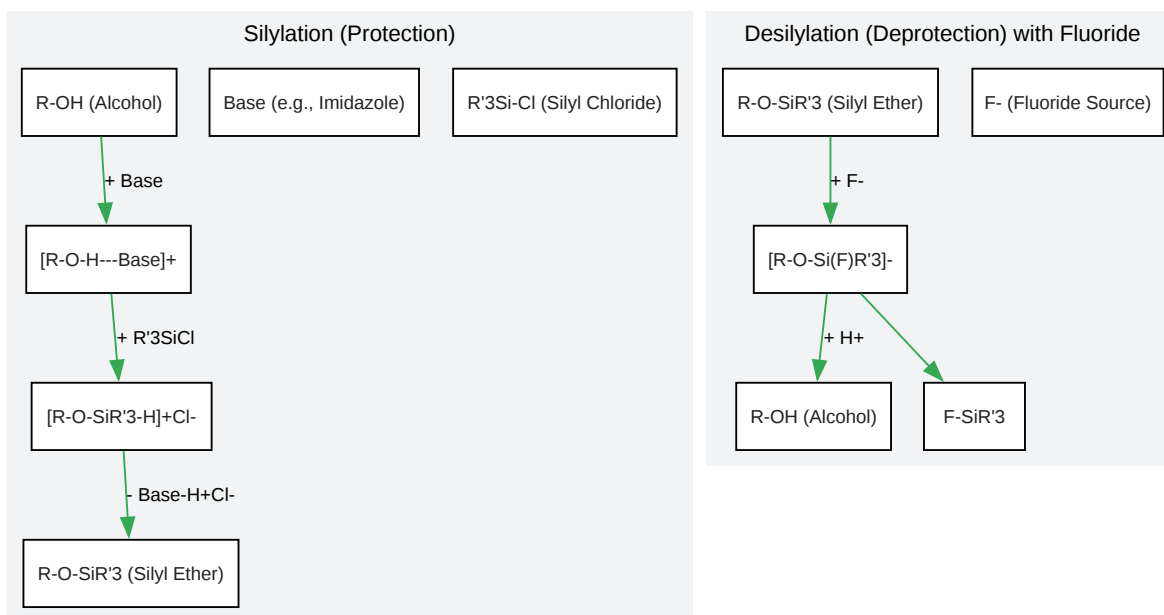 Silylation (Protection)
R-OH (Alcohol)
Base (e.g., Imidazole)
R'3Si-Cl (Silyl Chloride)
+ Base
[R-O-H---Base]+
+ R'3SiCl
[R-O-SiR'3-H]+Cl-
- Base-H+Cl-
R-O-SiR'3 (Silyl Ether)
Desilylation (Deprotection) with Fluoride
R-O-SiR'3 (Silyl Ether)
F- (Fluoride Source)
+ F-
[R-O-Si(F)R'3]-
+ H+
R-OH (Alcohol)
F-SiR'3